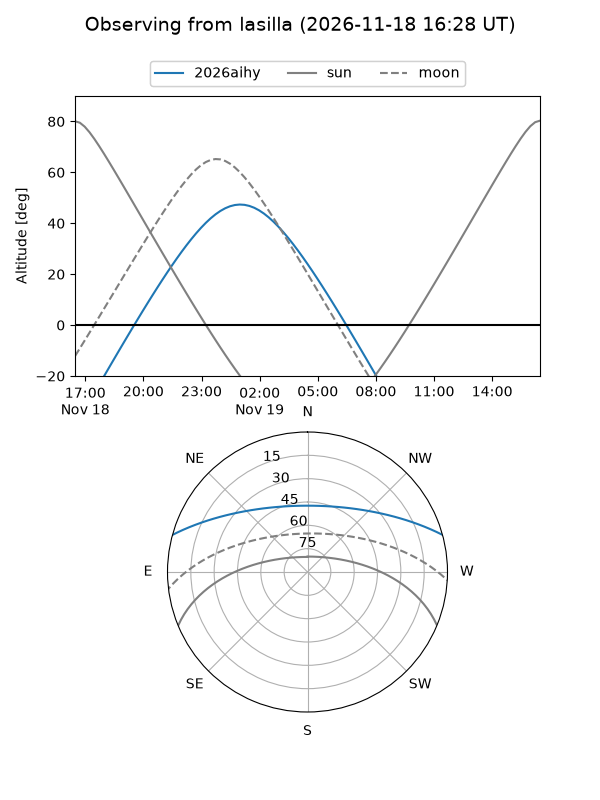 Observing from lasilla (2026-11-18 16:28 UT)
2026aihy sun moon
Altitude [deg]
80
60
40
20
0
−20
17:00 20:00 23:00 02:00 05:00 08:00 11:00 14:00
Nov 18 Nov 19
N
NE NW
15
30
45
60
75
E W
SE SW
S